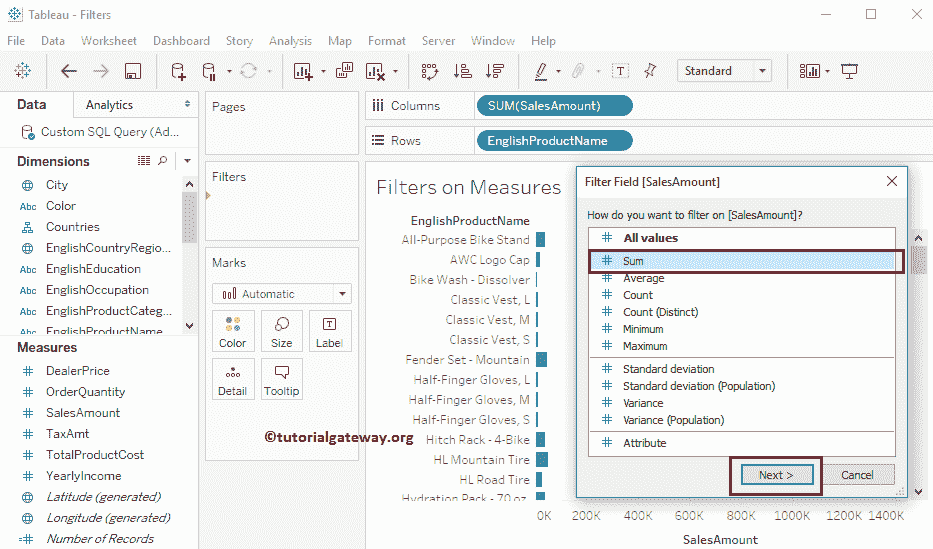 Tableau - Filters
File Data Worksheet Dashboard Story Analysis Map Format Server Window Help
Standard
Data Analytics
Custom SQL Query (Ad...
Dimensions
City
Abc Color
Countries
EnglishCountryRegio...
Abc EnglishEducation
Abc EnglishOccupation
Abc EnglishProductCateg...
Abc EnglishProductName
Measures
DealerPrice
OrderQuantity
SalesAmount
TaxAmt
TotalProductCost
YearlyIncome
Latitude (generated)
Longitude (generated)
Number of Records
Pages
Filters
Marks
Automatic
Color Size Label
Detail Tooltip
©tutorialgateway.org
Columns SUM(SalesAmount)
Rows EnglishProductName
Filters on Measures
EnglishProductName
All-Purpose Bike Stand
AWC Logo Cap
Bike Wash - Dissolver
Classic Vest, L
Classic Vest, M
Classic Vest, S
Fender Set - Mountain
Half-Finger Gloves, L
Half-Finger Gloves, M
Half-Finger Gloves, S
Hitch Rack - 4-Bike
HL Mountain Tire
HL Road Tire
Hydration Pack - 70 oz.
0K 200K 400K 600K 800K 1000K 1200K 1400K
SalesAmount
Filter Field [SalesAmount]
How do you want to filter on [SalesAmount]?
# All values
# Sum
# Average
# Count
# Count (Distinct)
# Minimum
# Maximum
# Standard deviation
# Standard deviation (Population)
# Variance
# Variance (Population)
# Attribute
Next > Cancel